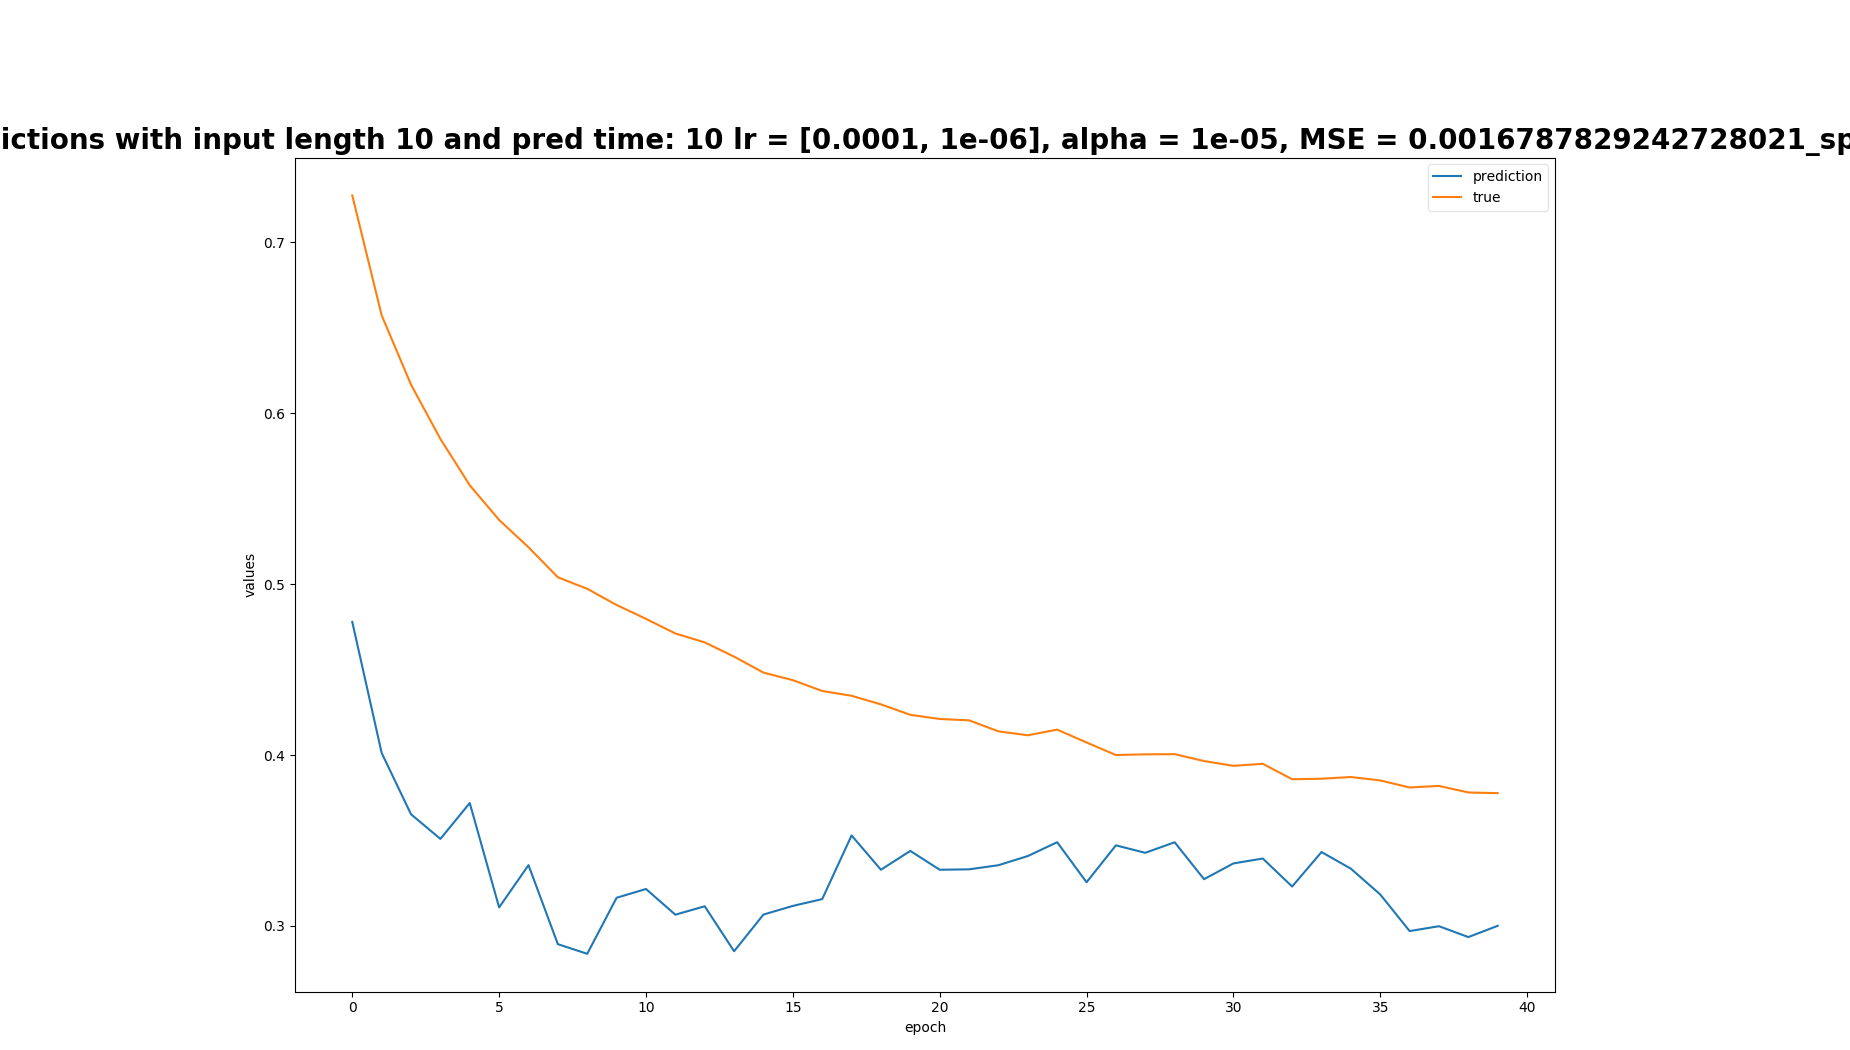 ictions with input length 10 and pred time: 10 lr = [0.0001, 1e-06], alpha = 1e-05, MSE = 0.0016787829242728021_sp
prediction
true
0.7
0.6
0.5
0.4
0.3
values
0 5 10 15 20 25 30 35 40
epoch